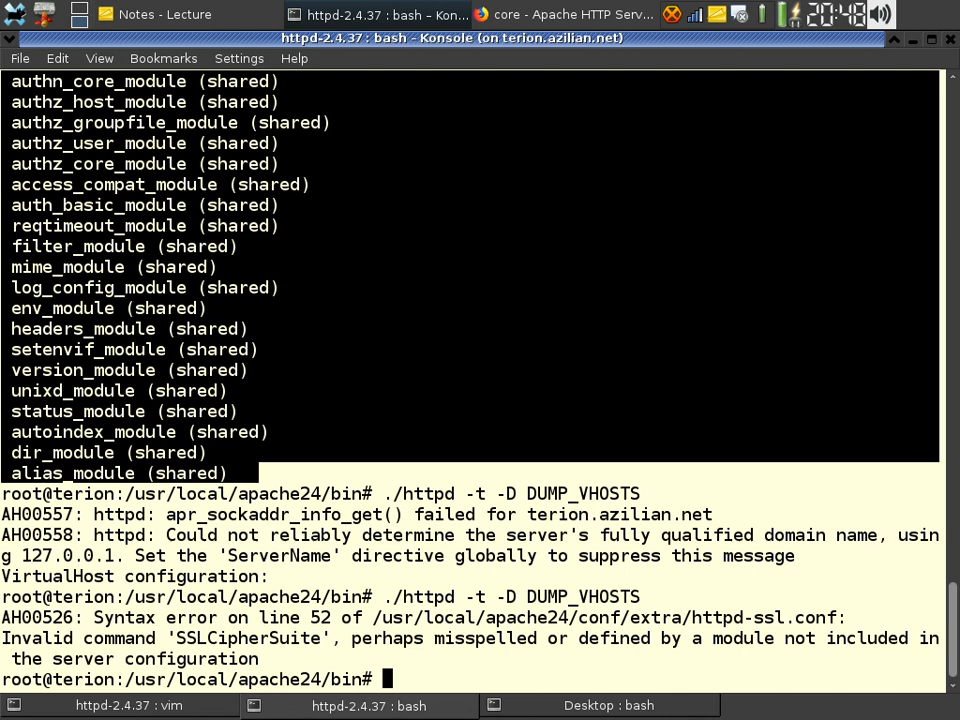 Notes - Lecture
httpd-2.4.37 : bash – Kon...
core - Apache HTTP Serv...
20:48
httpd-2.4.37 : bash - Konsole (on terion.azilian.net)
File Edit View Bookmarks Settings Help
authn_core_module (shared)
authz_host_module (shared)
authz_groupfile_module (shared)
authz_user_module (shared)
authz_core_module (shared)
access_compat_module (shared)
auth_basic_module (shared)
reqtimeout_module (shared)
filter_module (shared)
mime_module (shared)
log_config_module (shared)
env_module (shared)
headers_module (shared)
setenvif_module (shared)
version_module (shared)
unixd_module (shared)
status_module (shared)
autoindex_module (shared)
dir_module (shared)
alias_module (shared)
root@terion:/usr/local/apache24/bin# ./httpd -t -D DUMP_VHOSTS
AH00557: httpd: apr_sockaddr_info_get() failed for terion.azilian.net
AH00558: httpd: Could not reliably determine the server's fully qualified domain name, usin
g 127.0.0.1. Set the 'ServerName' directive globally to suppress this message
VirtualHost configuration:
root@terion:/usr/local/apache24/bin# ./httpd -t -D DUMP_VHOSTS
AH00526: Syntax error on line 52 of /usr/local/apache24/conf/extra/httpd-ssl.conf:
Invalid command 'SSLCipherSuite', perhaps misspelled or defined by a module not included in
 the server configuration
root@terion:/usr/local/apache24/bin#
httpd-2.4.37 : vim
httpd-2.4.37 : bash
Desktop : bash